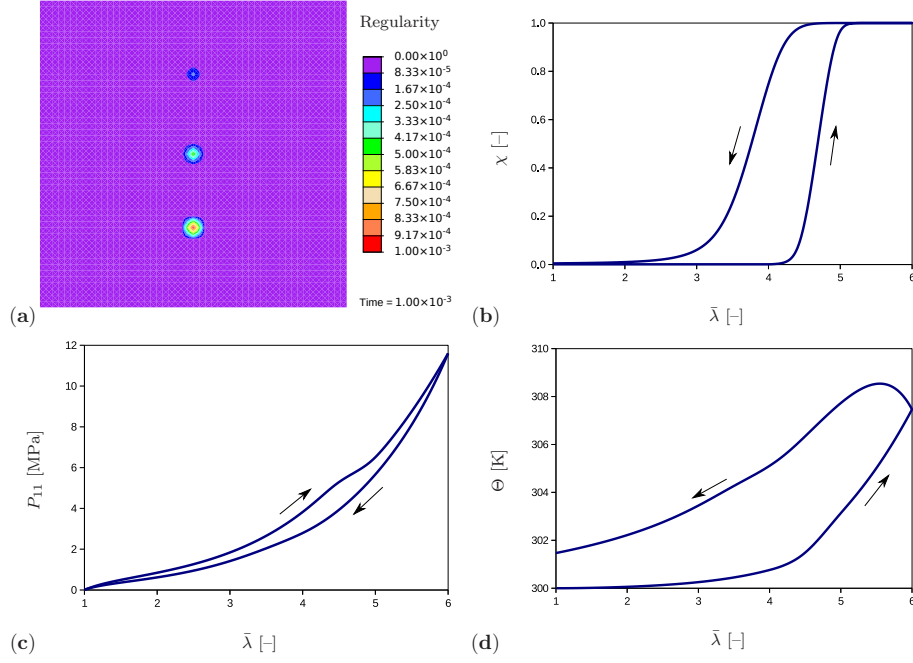 Regularity
0.00×10⁰
8.33×10⁻⁵
1.67×10⁻⁴
2.50×10⁻⁴
3.33×10⁻⁴
4.17×10⁻⁴
5.00×10⁻⁴
5.83×10⁻⁴
6.67×10⁻⁴
7.50×10⁻⁴
8.33×10⁻⁴
9.17×10⁻⁴
1.00×10⁻³
Time = 1.00×10⁻³
(a)
1.0
0.8
0.6
0.4
0.2
0.0
χ [–]
1 2 3 4 5 6
λ̄ [–]
(b)
12
10
8
6
4
2
0
P₁₁ [MPa]
1 2 3 4 5 6
λ̄ [–]
(c)
310
308
306
304
302
300
Θ [K]
1 2 3 4 5 6
λ̄ [–]
(d)